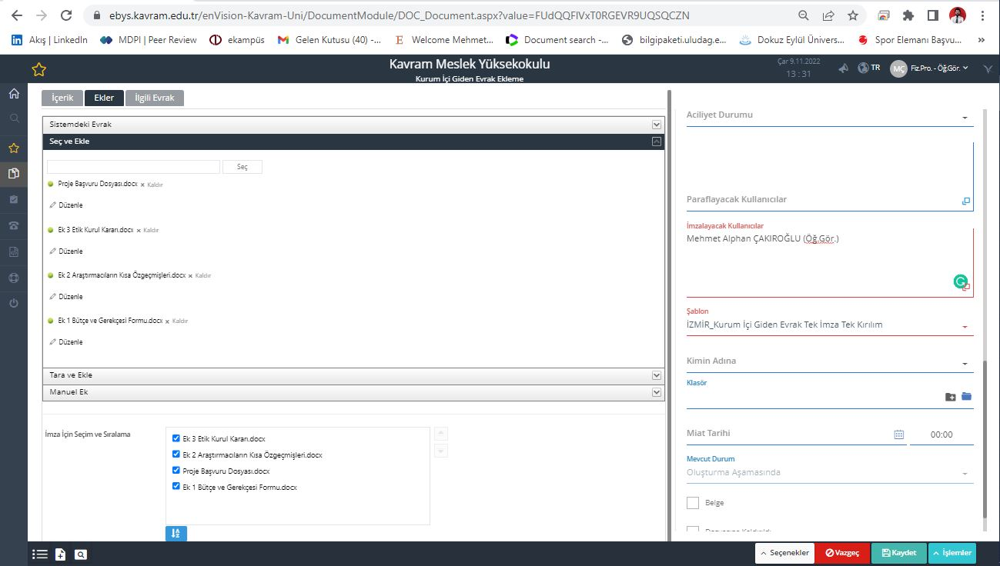 ebys.kavram.edu.tr/enVision-Kavram-Uni/DocumentModule/DOC_Document.aspx?value=FUdQQFIVxT0RGEVR9UQSQCZN
Akış | LinkedIn MDPI | Peer Review ekampüs Gelen Kutusu (40) -... Welcome Mehmet... Document search -... bilgipaketi.uludag.e... Dokuz Eylül Ünivers... Spor Elemanı Başvu... »
Kavram Meslek Yüksekokulu
Kurum İçi Giden Evrak Ekleme
Çar 9.11.2022
13 : 31
TR
MÇ
Fiz.Pro. - Öğ.Gör.
İçerik Ekler İlgili Evrak
Sistemdeki Evrak
Seç ve Ekle
Seç
Proje Başvuru Dosyası.docx x Kaldır
Düzenle
Ek 3 Etik Kurul Kararı.docx x Kaldır
Düzenle
Ek 2 Araştırmacıların Kısa Özgeçmişleri.docx x Kaldır
Düzenle
Ek 1 Bütçe ve Gerekçesi Formu.docx x Kaldır
Düzenle
Tara ve Ekle
Manuel Ek
İmza İçin Seçim ve Sıralama
Ek 3 Etik Kurul Kararı.docx
Ek 2 Araştırmacıların Kısa Özgeçmişleri.docx
Proje Başvuru Dosyası.docx
Ek 1 Bütçe ve Gerekçesi Formu.docx
Aciliyet Durumu
Paraflayacak Kullanıcılar
İmzalayacak Kullanıcılar
Mehmet Alphan ÇAKIROĞLU (Öğ.Gör.)
Şablon
İZMİR_Kurum İçi Giden Evrak Tek İmza Tek Kırılım
Kimin Adına
Klasör
Miat Tarihi 00:00
Mevcut Durum
Oluşturma Aşamasında
Belge
Seçenekler Vazgeç Kaydet İşlemler